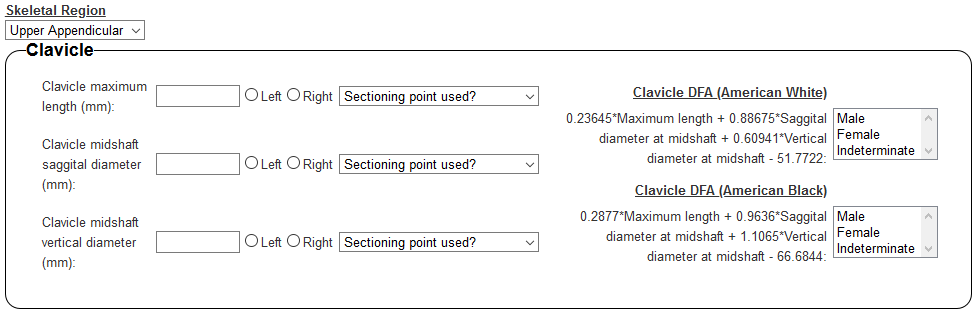 Skeletal Region
Upper Appendicular
Clavicle
Clavicle maximum
length (mm):
Left Right Sectioning point used?
Clavicle midshaft
saggital diameter
(mm):
Left Right Sectioning point used?
Clavicle midshaft
vertical diameter
(mm):
Left Right Sectioning point used?
Clavicle DFA (American White)
0.23645*Maximum length + 0.88675*Saggital
diameter at midshaft + 0.60941*Vertical
diameter at midshaft - 51.7722:
Male
Female
Indeterminate
Clavicle DFA (American Black)
0.2877*Maximum length + 0.9636*Saggital
diameter at midshaft + 1.1065*Vertical
diameter at midshaft - 66.6844:
Male
Female
Indeterminate